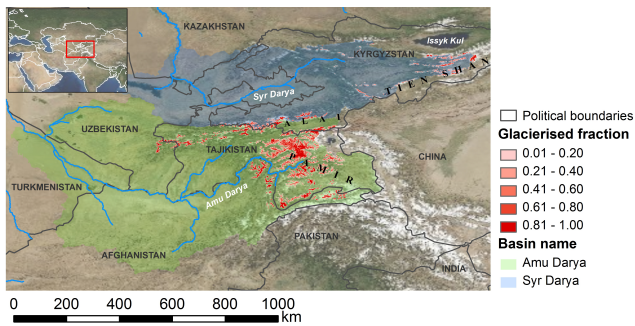 KAZAKHSTAN
Issyk Kul
KYRGYZSTAN
TIEN SHAN
Syr Darya
ALAI
UZBEKISTAN
TAJIKISTAN
PAMIR
CHINA
TURKMENISTAN
Amu Darya
PAKISTAN
AFGHANISTAN
INDIA
Political boundaries
Glacierised fraction
0.01 - 0.20
0.21 - 0.40
0.41 - 0.60
0.61 - 0.80
0.81 - 1.00
Basin name
Amu Darya
Syr Darya
0 200 400 600 800 1000
km